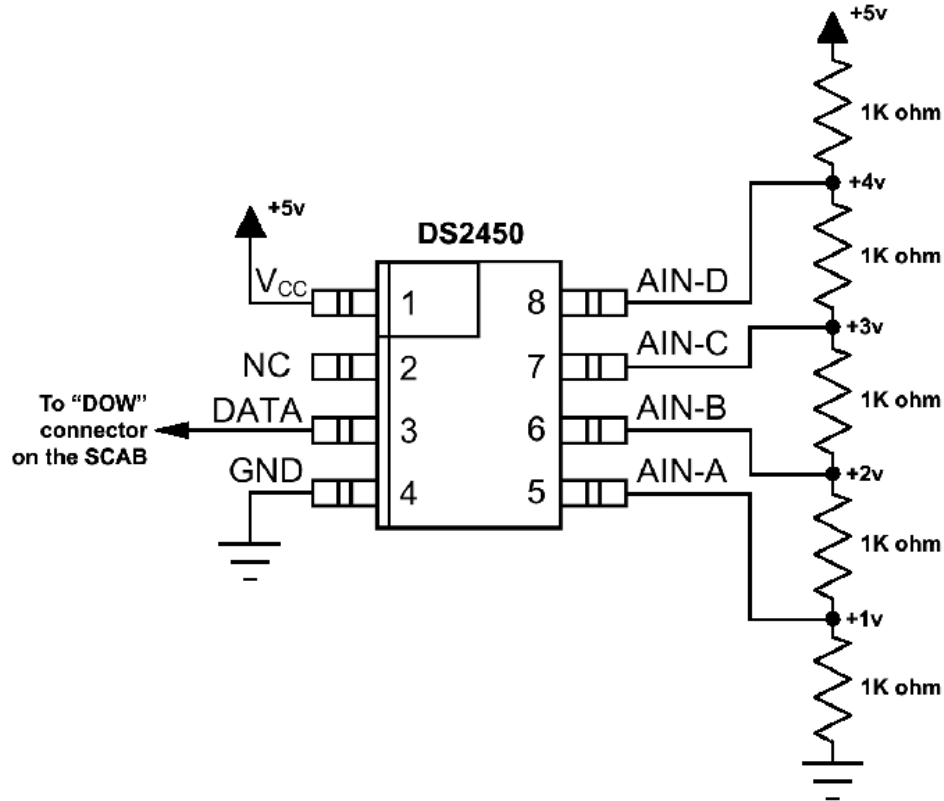 +5v
1K ohm
+4v
+5v
DS2450
1K ohm
VCC
1
8
AIN-D
+3v
NC
2
7
AIN-C
To “DOW”
connector
on the SCAB
DATA
3
6
AIN-B
1K ohm
GND
4
5
AIN-A
+2v
1K ohm
+1v
1K ohm